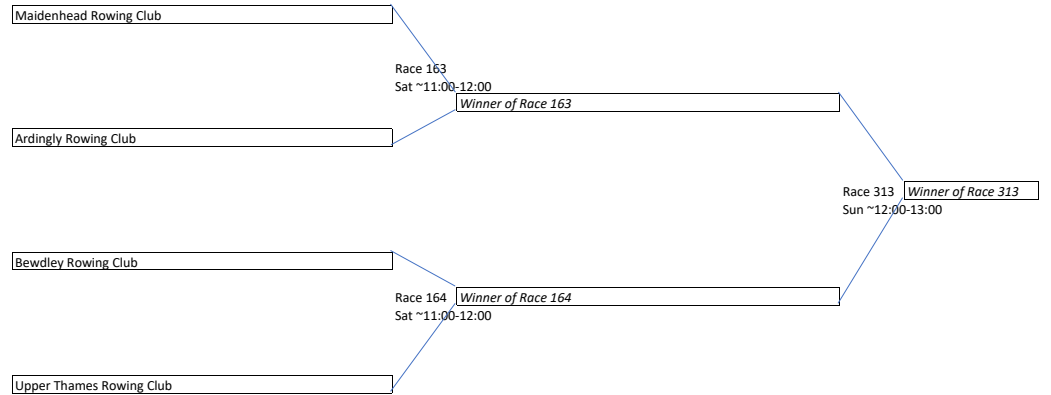 Maidenhead Rowing Club
Race 163
Sat ~11:00-12:00
Winner of Race 163
Ardingly Rowing Club
Race 313
Winner of Race 313
Sun ~12:00-13:00
Bewdley Rowing Club
Race 164
Winner of Race 164
Sat ~11:00-12:00
Upper Thames Rowing Club